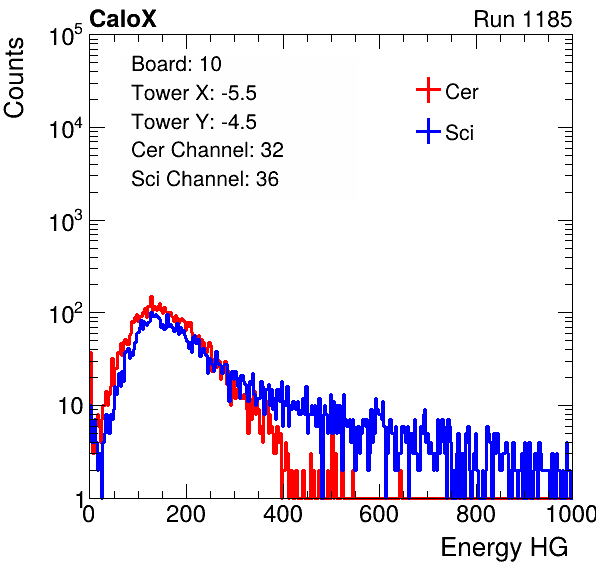 CaloX Run 1185
Counts
Board: 10
Tower X: -5.5
Tower Y: -4.5
Cer Channel: 32
Sci Channel: 36
Cer
Sci
10^5
10^4
10^3
10^2
10
1
0 200 400 600 800 1000
Energy HG